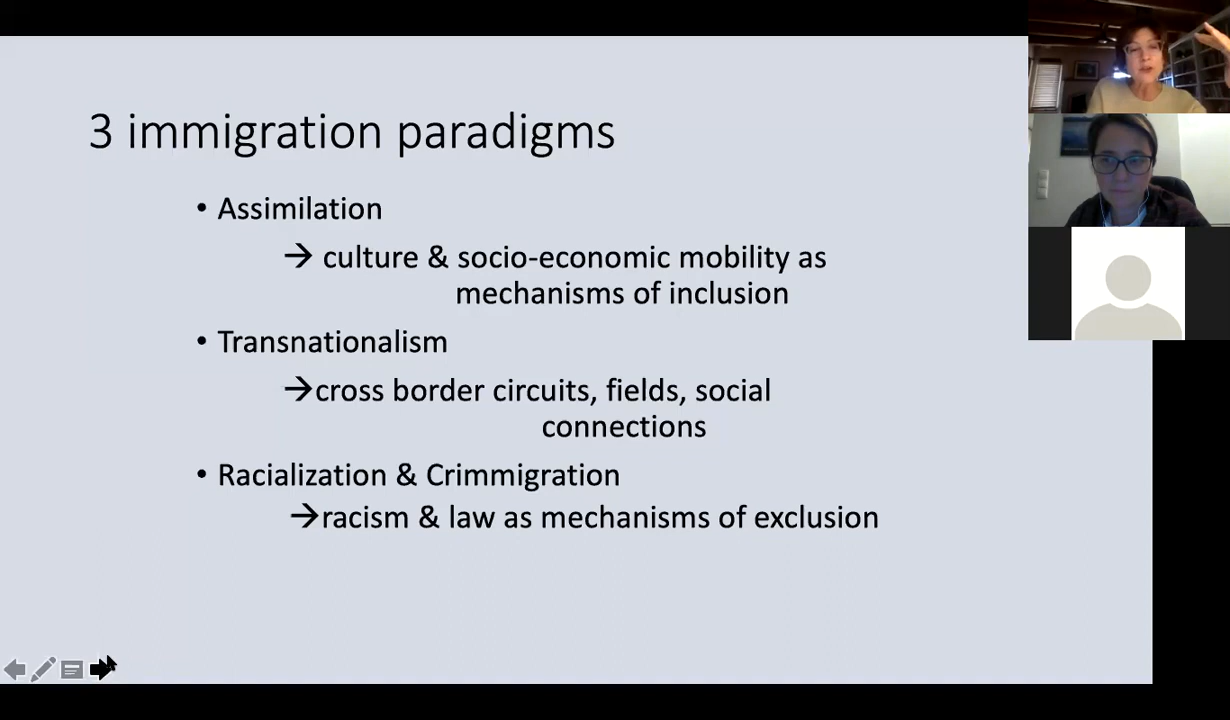 3 immigration paradigms
• Assimilation
→ culture & socio-economic mobility as
mechanisms of inclusion
• Transnationalism
→cross border circuits, fields, social
connections
• Racialization & Crimmigration
→racism & law as mechanisms of exclusion